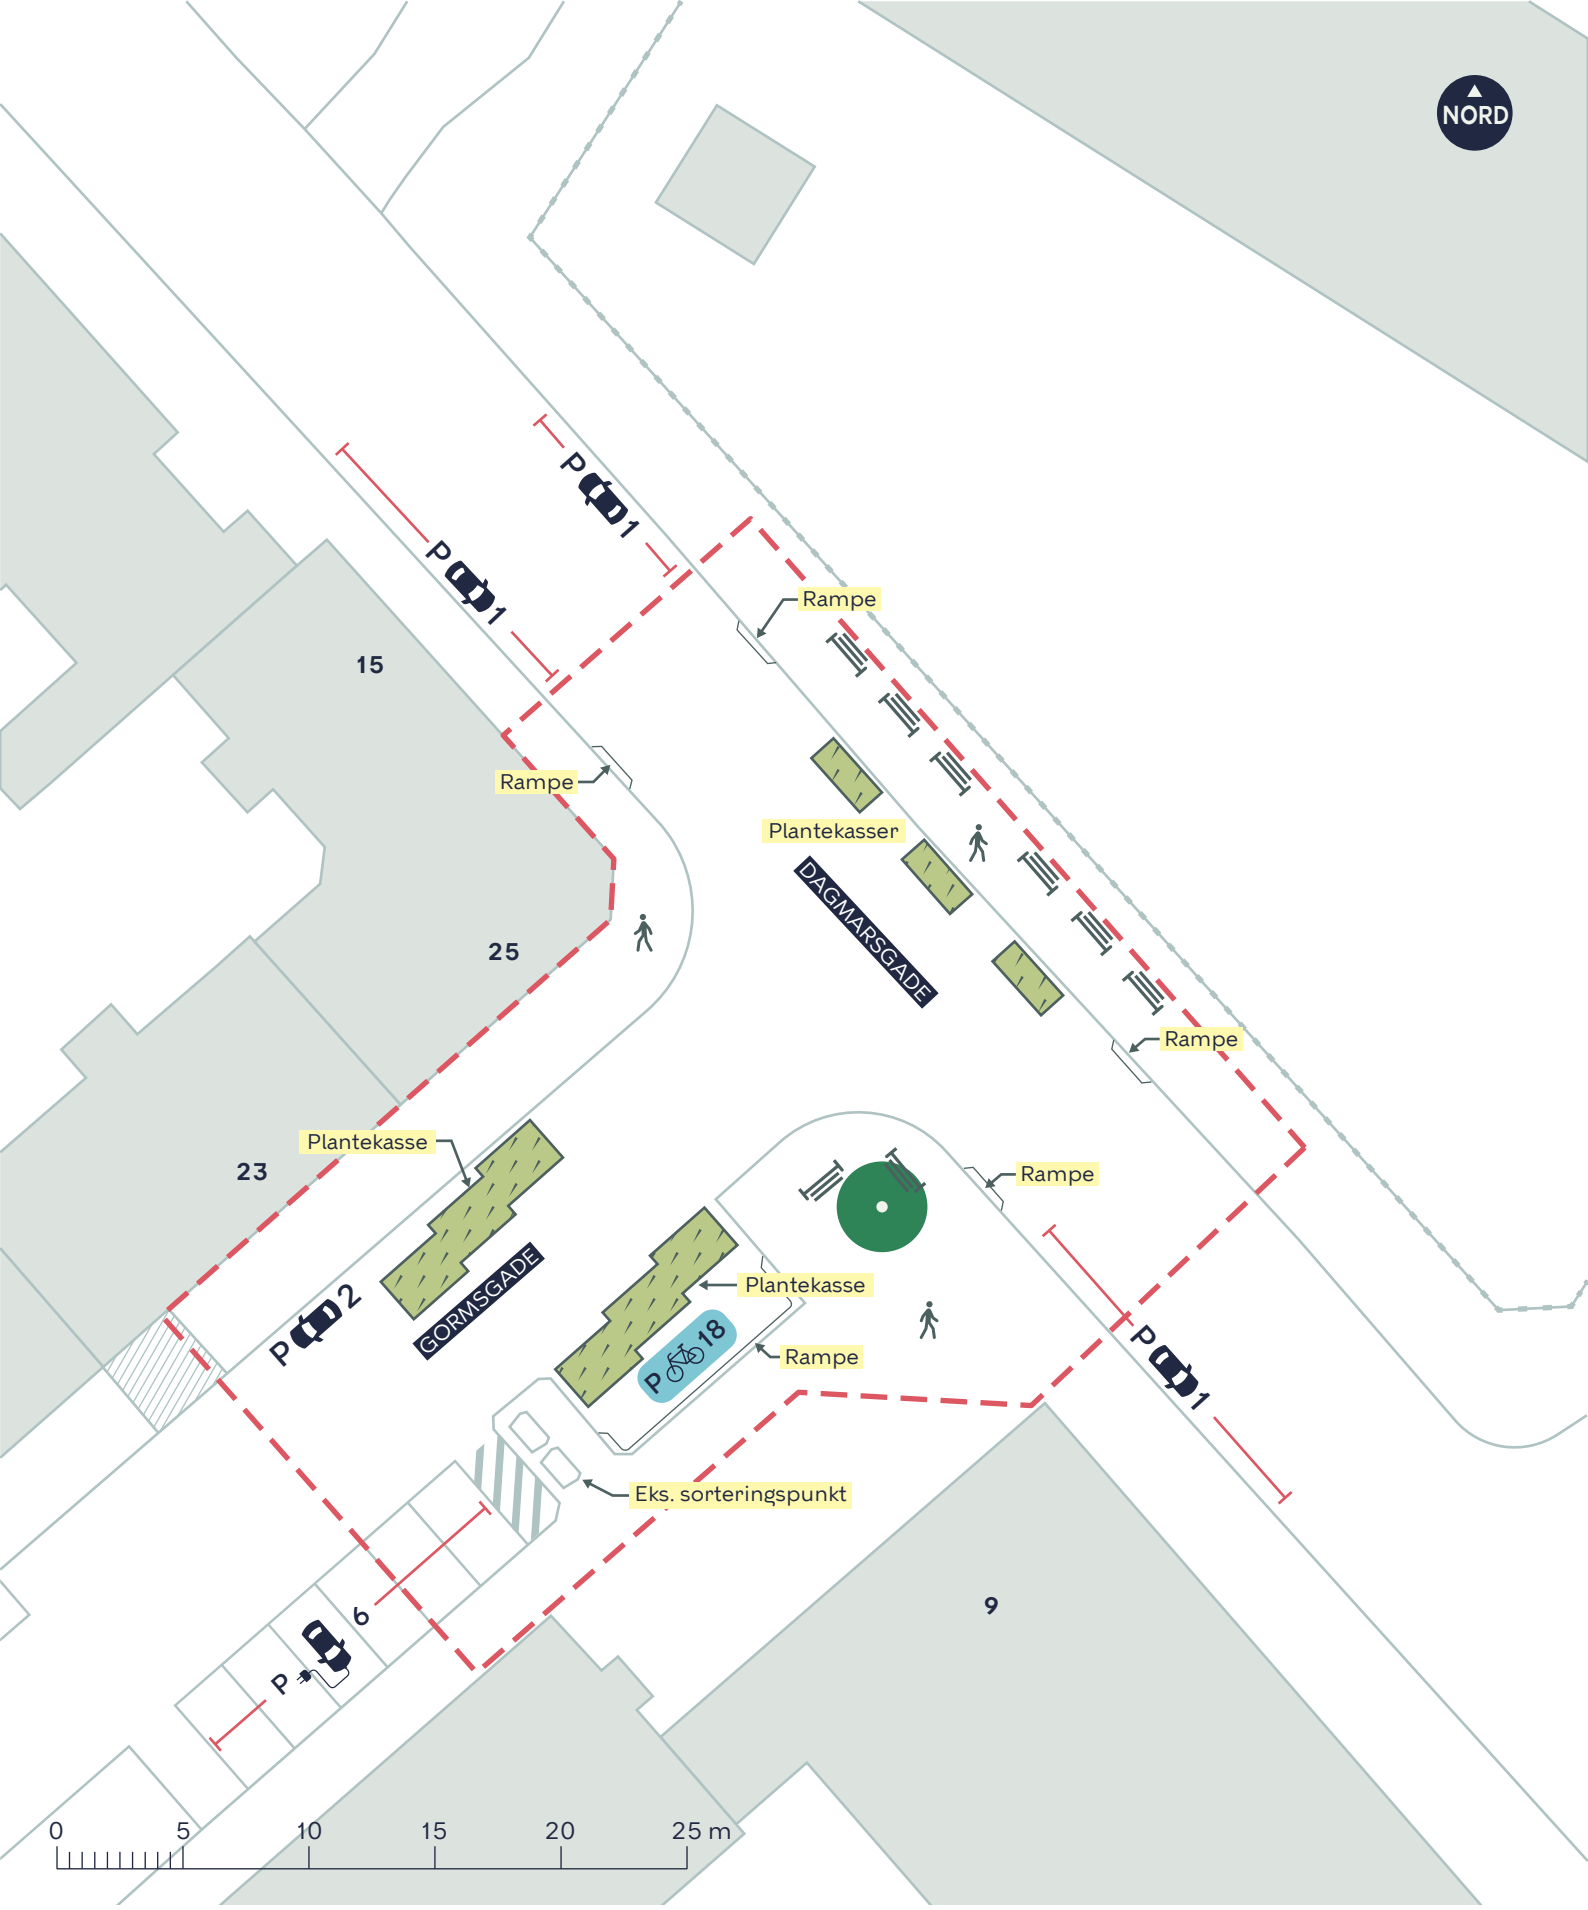 NORD
P 1
P 1
Rampe
15
Rampe
Plantekasser
DAGMARSGADE
25
Rampe
Plantekasse
23
Rampe
GORMSGADE
Plantekasse
P 2
P 18
Rampe
P 1
Eks. sorteringspunkt
9
P 6
0 5 10 15 20 25 m